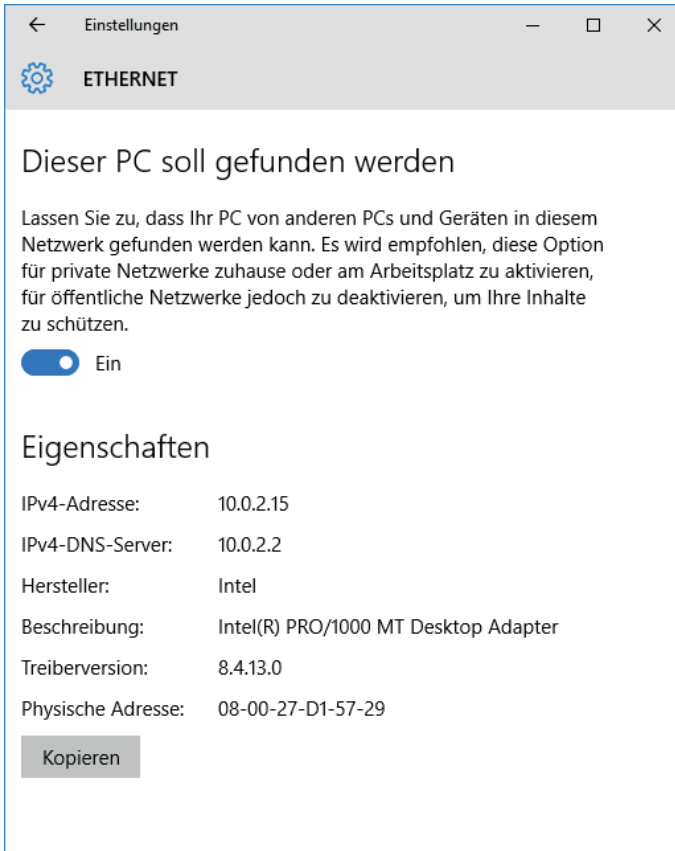 Einstellungen
ETHERNET
Dieser PC soll gefunden werden
Lassen Sie zu, dass Ihr PC von anderen PCs und Geräten in diesem
Netzwerk gefunden werden kann. Es wird empfohlen, diese Option
für private Netzwerke zuhause oder am Arbeitsplatz zu aktivieren,
für öffentliche Netzwerke jedoch zu deaktivieren, um Ihre Inhalte
zu schützen.
Ein
Eigenschaften
IPv4-Adresse: 10.0.2.15
IPv4-DNS-Server: 10.0.2.2
Hersteller: Intel
Beschreibung: Intel(R) PRO/1000 MT Desktop Adapter
Treiberversion: 8.4.13.0
Physische Adresse: 08-00-27-D1-57-29
Kopieren